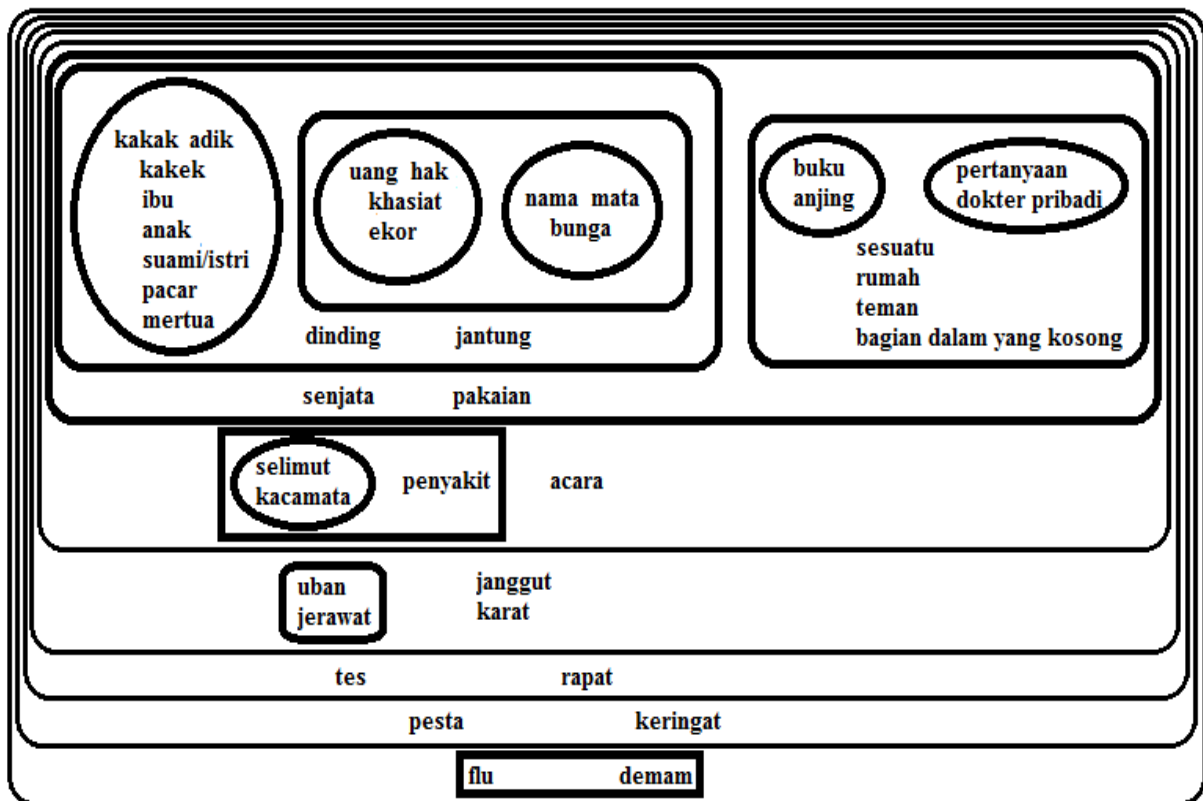 kakak adik
kakek
ibu
anak
suami/istri
pacar
mertua
uang hak
khasiat
ekor
nama mata
bunga
dinding jantung
buku
anjing
pertanyaan
dokter pribadi
sesuatu
rumah
teman
bagian dalam yang kosong
senjata pakaian
selimut
kacamata
penyakit
acara
uban
jerawat
janggut
karat
tes rapat
pesta keringat
flu demam